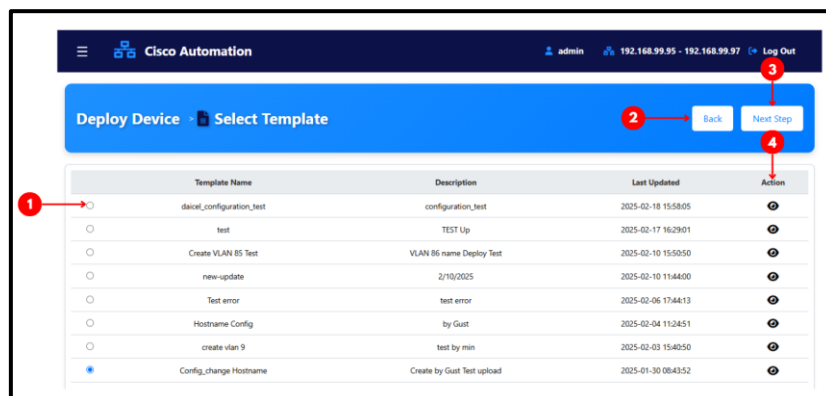 Cisco Automation admin 192.168.99.95 - 192.168.99.97 Log Out
3
Deploy Device > Select Template 2 Back Next Step
4
Template Name Description Last Updated Action
1 daicel_configuration_test configuration_test 2025-02-18 15:58:05
test TEST Up 2025-02-17 16:29:01
Create VLAN 85 Test VLAN 86 name Deploy Test 2025-02-10 15:50:50
new-update 2/10/2025 2025-02-10 11:44:00
Test error test error 2025-02-06 17:44:13
Hostname Config by Gust 2025-02-04 11:24:51
create vlan 9 test by min 2025-02-03 15:40:50
Config_change Hostname Create by Gust Test upload 2025-01-30 08:43:52